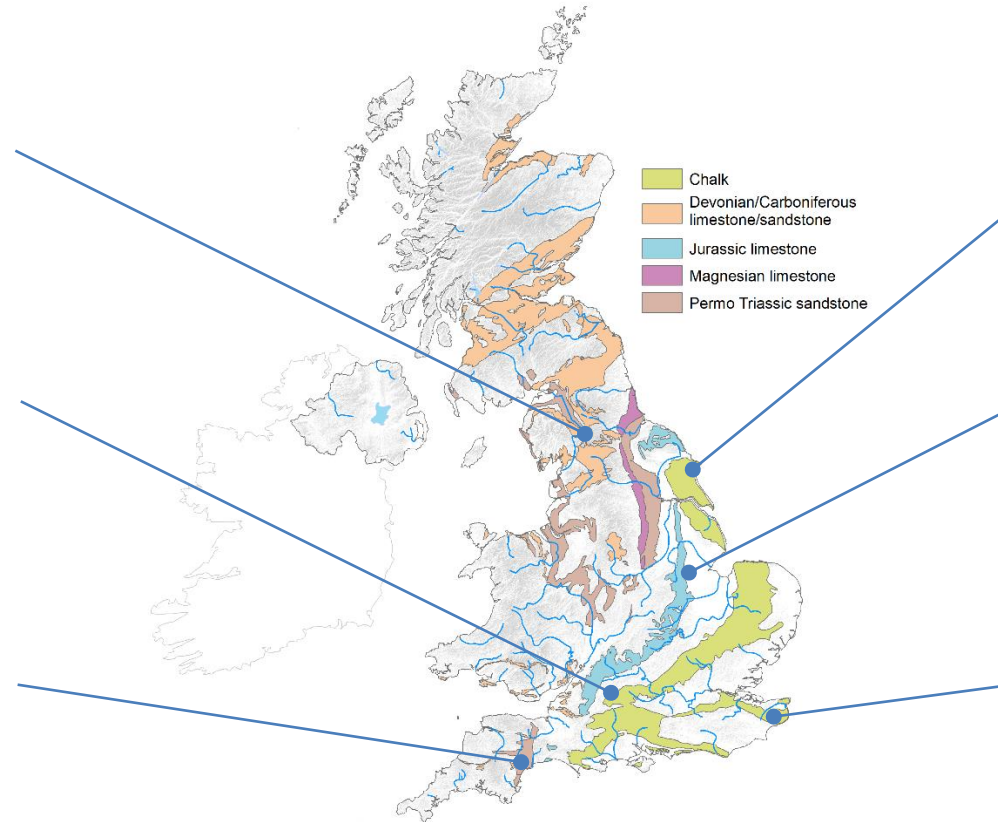 Chalk
Devonian/Carboniferous
limestone/sandstone
Jurassic limestone
Magnesian limestone
Permo Triassic sandstone